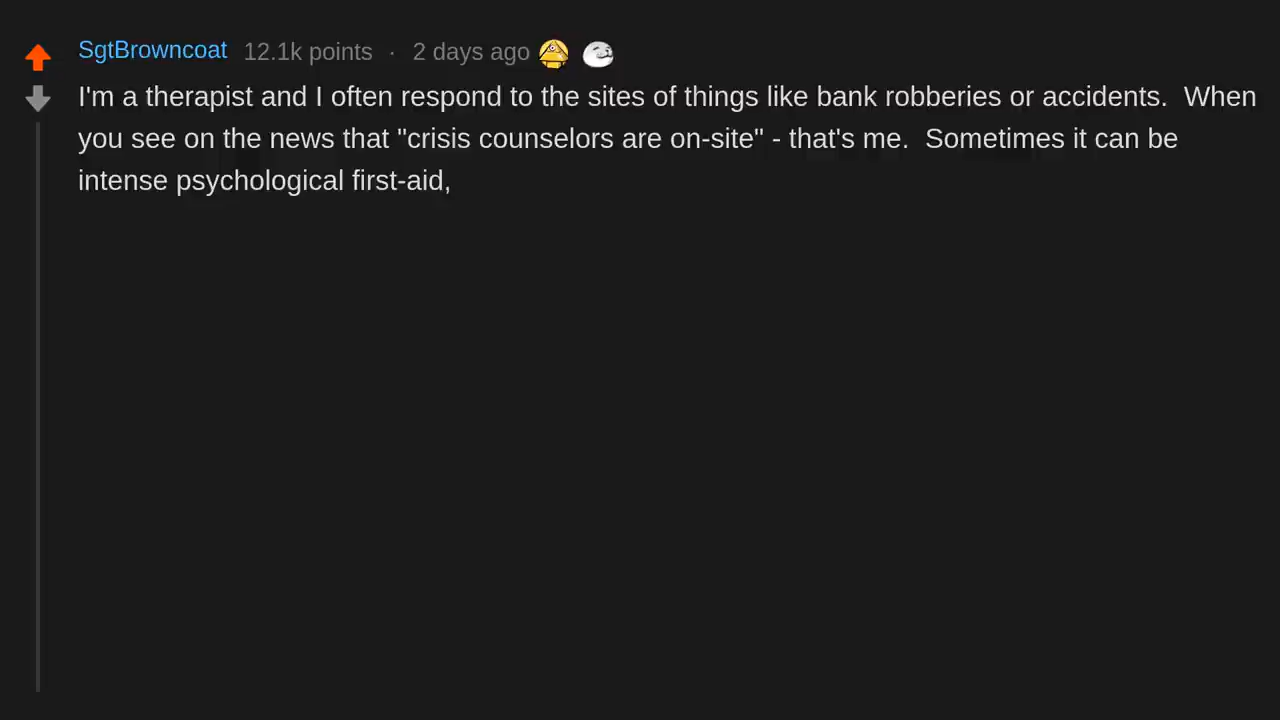 SgtBrowncoat 12.1k points · 2 days ago
I'm a therapist and I often respond to the sites of things like bank robberies or accidents.  When
you see on the news that "crisis counselors are on-site" - that's me.  Sometimes it can be
intense psychological first-aid,